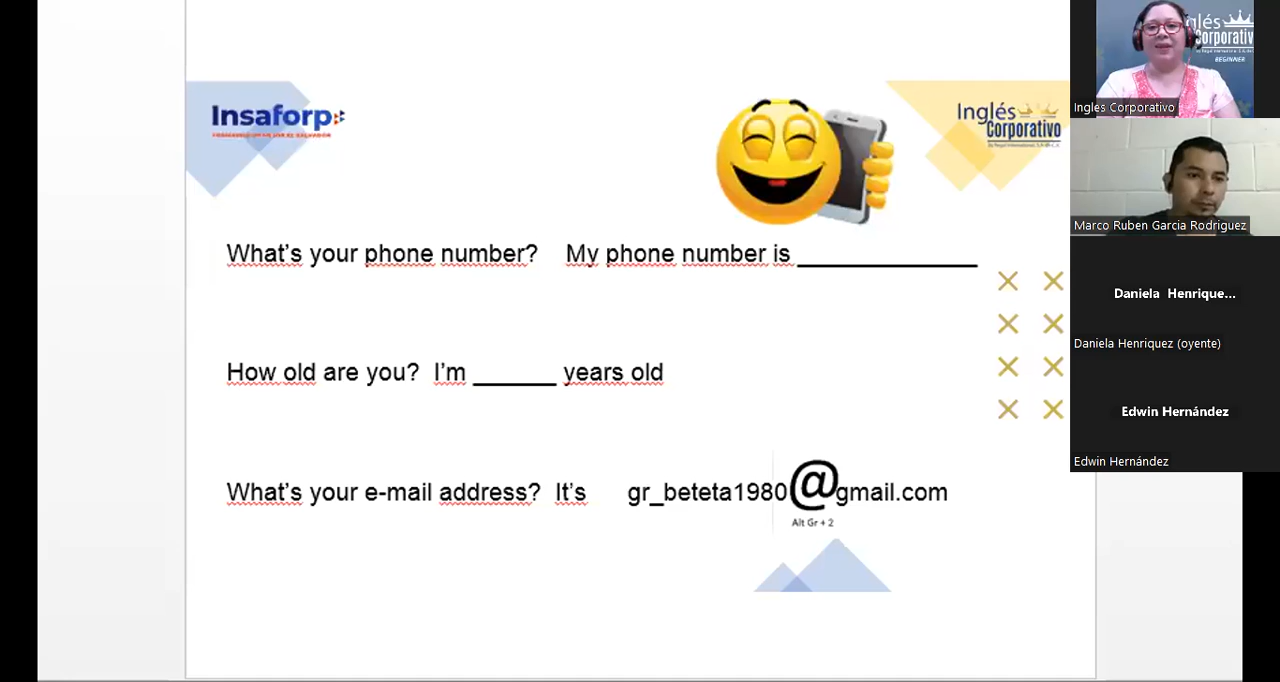 Insaforp
Inglés
Corporativo
What's your phone number? My phone number is ______________
How old are you? I'm ______ years old
What's your e-mail address? It's gr_beteta1980@gmail.com
Alt Gr + 2
Corporativo
BEGINNER
Ingles Corporativo
Marco Ruben Garcia Rodriguez
Daniela Henrique...
Daniela Henriquez (oyente)
Edwin Hernández
Edwin Hernández